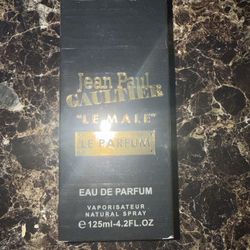 Jean Paul
GAULTIER
"LE MALE"
LE PARFUM
EAU DE PARFUM
VAPORISATEUR
NATURAL SPRAY
℮ 125ml-4.2FL.OZ